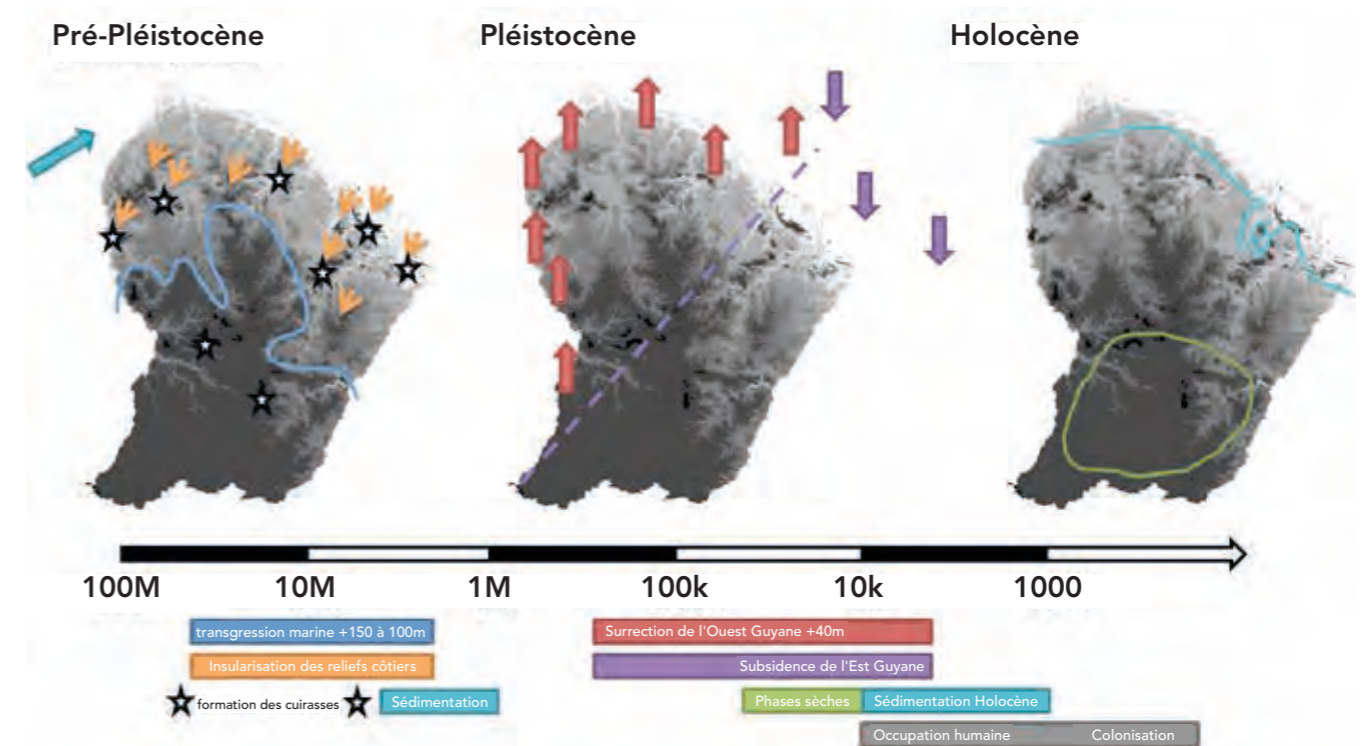 Pré-Pléistocène
Pléistocène
Holocène
100M
10M
1M
100k
10k
1000
transgression marine +150 à 100m
Surrection de l'Ouest Guyane +40m
Insularisation des reliefs côtiers
Subsidence de l'Est Guyane
formation des cuirasses
Sédimentation
Phases sèches
Sédimentation Holocène
Occupation humaine
Colonisation